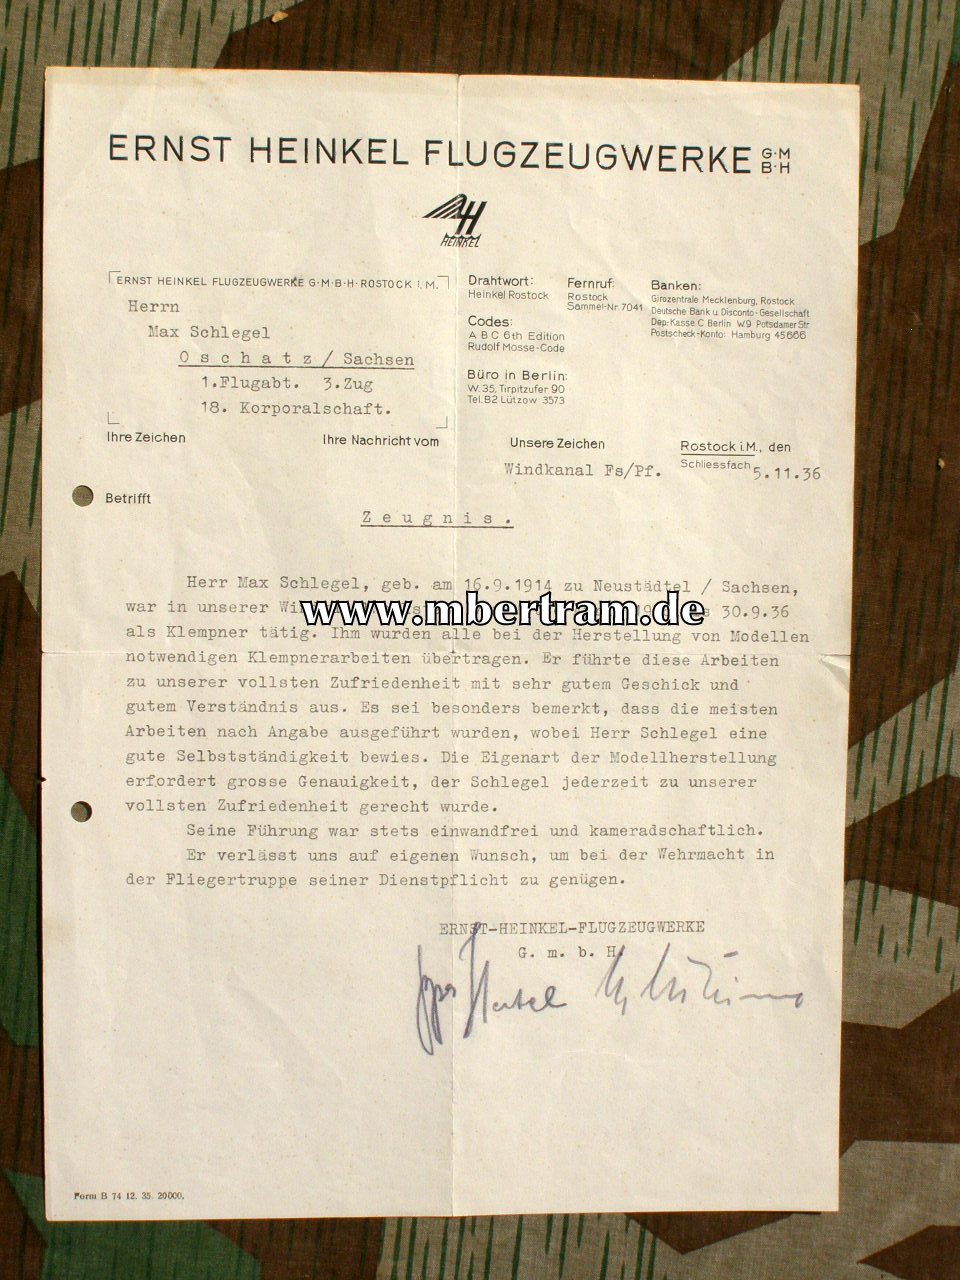 ERNST HEINKEL FLUGZEUGWERKE G·M B·H
HEINKEL
ERNST HEINKEL FLUGZEUGWERKE G·M·B·H·ROSTOCK I.M.
Herrn
Max Schlegel
O s c h a t z / Sachsen
1.Flugabt. 3.Zug
18. Korporalschaft.
Drahtwort:
Heinkel Rostock
Codes:
A B C 6th Edition
Rudolf Mosse-Code
Büro in Berlin:
W. 35, Tirpitzufer 90
Tel. B2 Lützow 3573
Fernruf:
Rostock
Sammel-Nr. 7041
Banken:
Girozentrale Mecklenburg, Rostock
Deutsche Bank u. Disconto-Gesellschaft
Dep.-Kasse C Berlin W9 Potsdamer Str
Postscheck-Konto: Hamburg 45666
Ihre Zeichen
Ihre Nachricht vom
Unsere Zeichen
Windkanal Fs/Pf.
Rostock i.M., den
Schliessfach 5.11.36
Betrifft
Z e u g n i s .
Herr Max Schlegel, geb. am 16.9.1914 zu Neustädtel / Sachsen,
war in unserer 30.9.36
www.mbertram.de
als Klempner tätig. Ihm wurden alle bei der Herstellung von Modellen
notwendigen Klempnerarbeiten übertragen. Er führte diese Arbeiten
zu unserer vollsten Zufriedenheit mit sehr gutem Geschick und
gutem Verständnis aus. Es sei besonders bemerkt, dass die meisten
Arbeiten nach Angabe ausgeführt wurden, wobei Herr Schlegel eine
gute Selbstständigkeit bewies. Die Eigenart der Modellherstellung
erfordert grosse Genauigkeit, der Schlegel jederzeit zu unserer
vollsten Zufriedenheit gerecht wurde.
Seine Führung war stets einwandfrei und kameradschaftlich.
Er verlässt uns auf eigenen Wunsch, um bei der Wehrmacht in
der Fliegertruppe seiner Dienstpflicht zu genügen.
ERNST-HEINKEL-FLUGZEUGWERKE
G. m. b. H.
Form B 74 12. 35. 20000.